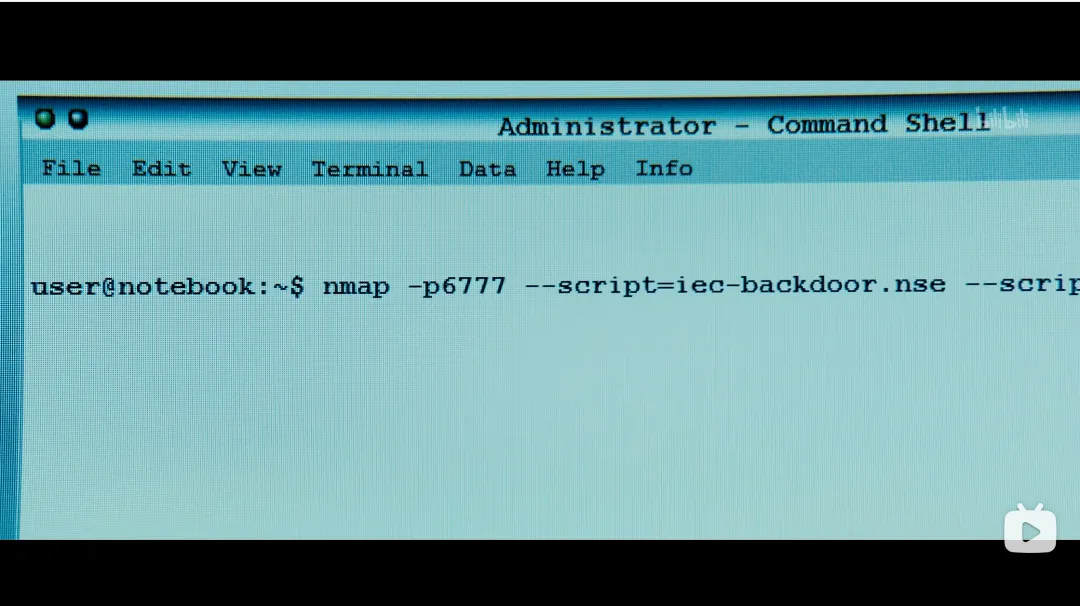 Administrator - Command Shell
bilibili
File Edit View Terminal Data Help Info
user@notebook:~$ nmap -p6777 --script=iec-backdoor.nse --scrip